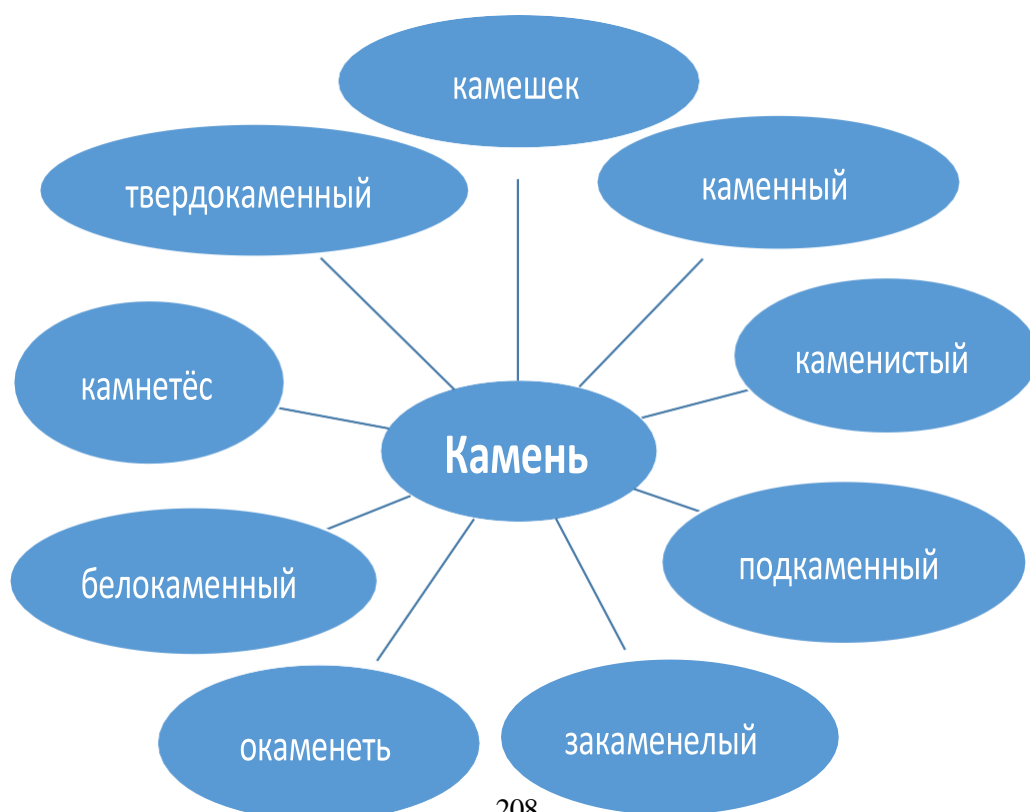 камешек
твердокаменный
каменный
каменистый
камнетёс
Камень
подкаменный
белокаменный
окаменеть
закаменелый
208